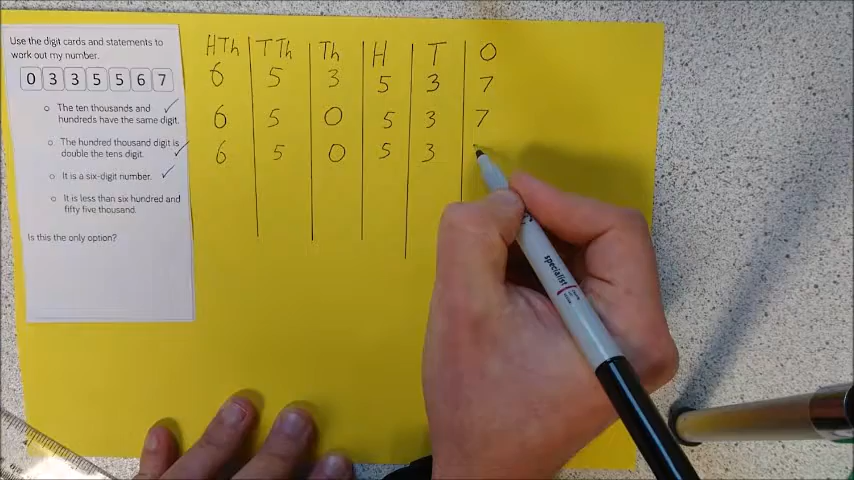 Use the digit cards and statements to
work out my number.
0 3 3 5 5 6 7
The ten thousands and
hundreds have the same digit.
The hundred thousand digit is
double the tens digit.
It is a six-digit number.
It is less than six hundred and
fifty five thousand.
Is this the only option?
HTh TTh Th H T O
6 5 3 5 3 7
6 5 0 5 3 7
6 5 0 5 3
specialist